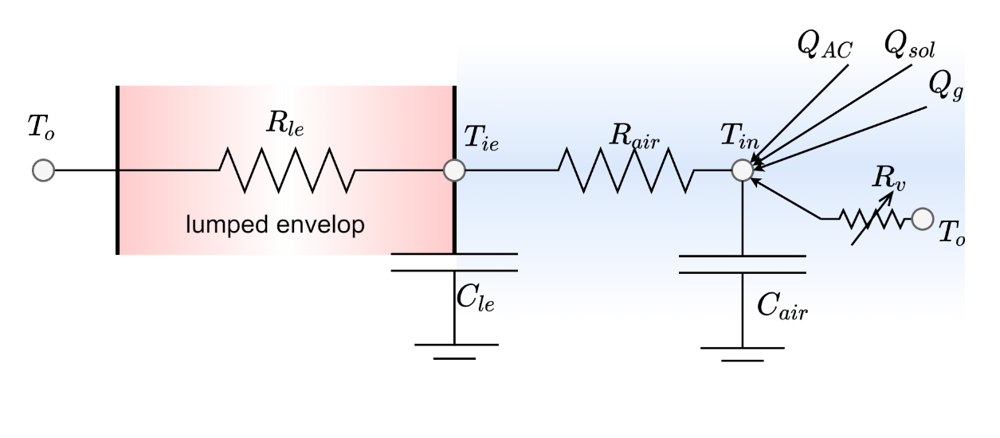 Q_AC Q_sol
Q_g
T_o
R_le
T_ie
R_air
T_in
R_v
lumped envelop
T_o
C_le
C_air